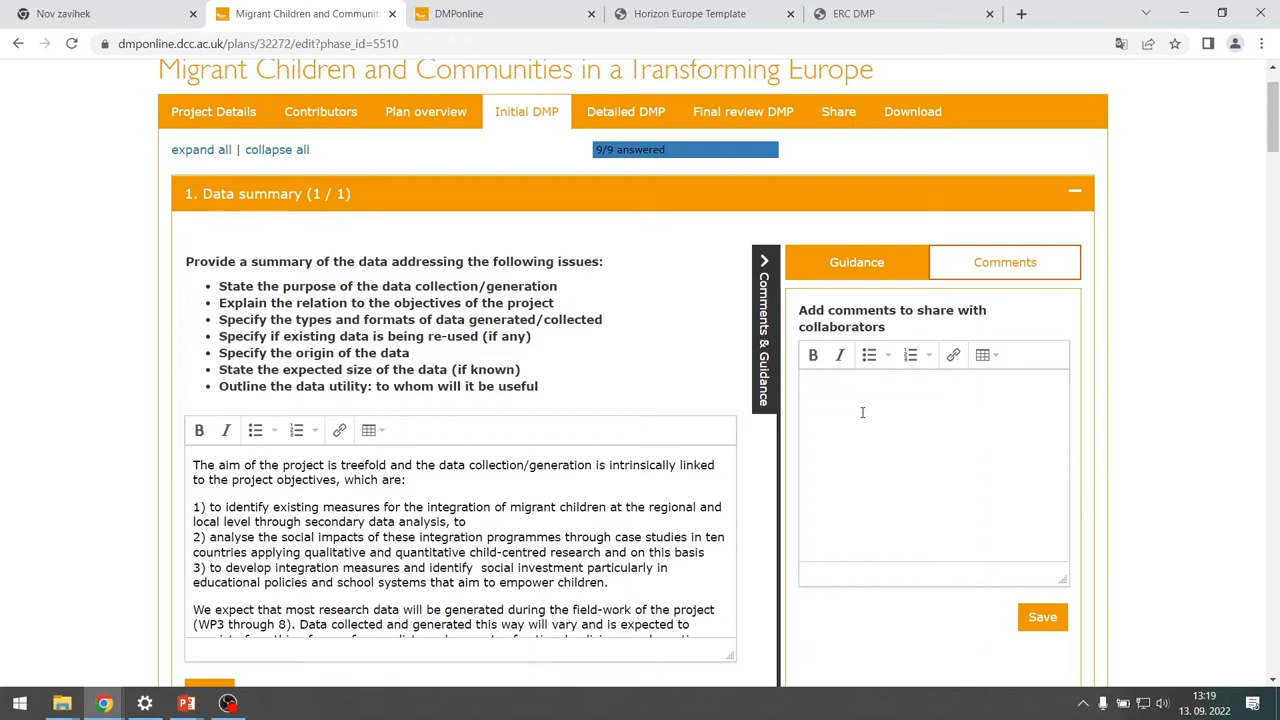 Nov zavihek
Migrant Children and Communiti
DMPonline
Horizon Europe Template
ERC DMP
dmponline.dcc.ac.uk/plans/32272/edit?phase_id=5510
Migrant Children and Communities in a Transforming Europe
Project Details
Contributors
Plan overview
Initial DMP
Detailed DMP
Final review DMP
Share
Download
expand all | collapse all
9/9 answered
1. Data summary (1 / 1)
Provide a summary of the data addressing the following issues:
• State the purpose of the data collection/generation
• Explain the relation to the objectives of the project
• Specify the types and formats of data generated/collected
• Specify if existing data is being re-used (if any)
• Specify the origin of the data
• State the expected size of the data (if known)
• Outline the data utility: to whom will it be useful
B I
The aim of the project is treefold and the data collection/generation is intrinsically linked
to the project objectives, which are:
1) to identify existing measures for the integration of migrant children at the regional and
local level through secondary data analysis, to
2) analyse the social impacts of these integration programmes through case studies in ten
countries applying qualitative and quantitative child-centred research and on this basis
3) to develop integration measures and identify social investment particularly in
educational policies and school systems that aim to empower children.
We expect that most research data will be generated during the field-work of the project
(WP3 through 8). Data collected and generated this way will vary and is expected to
Comments & Guidance
Guidance
Comments
Add comments to share with
collaborators
B I
Save
13:19
13. 09. 2022